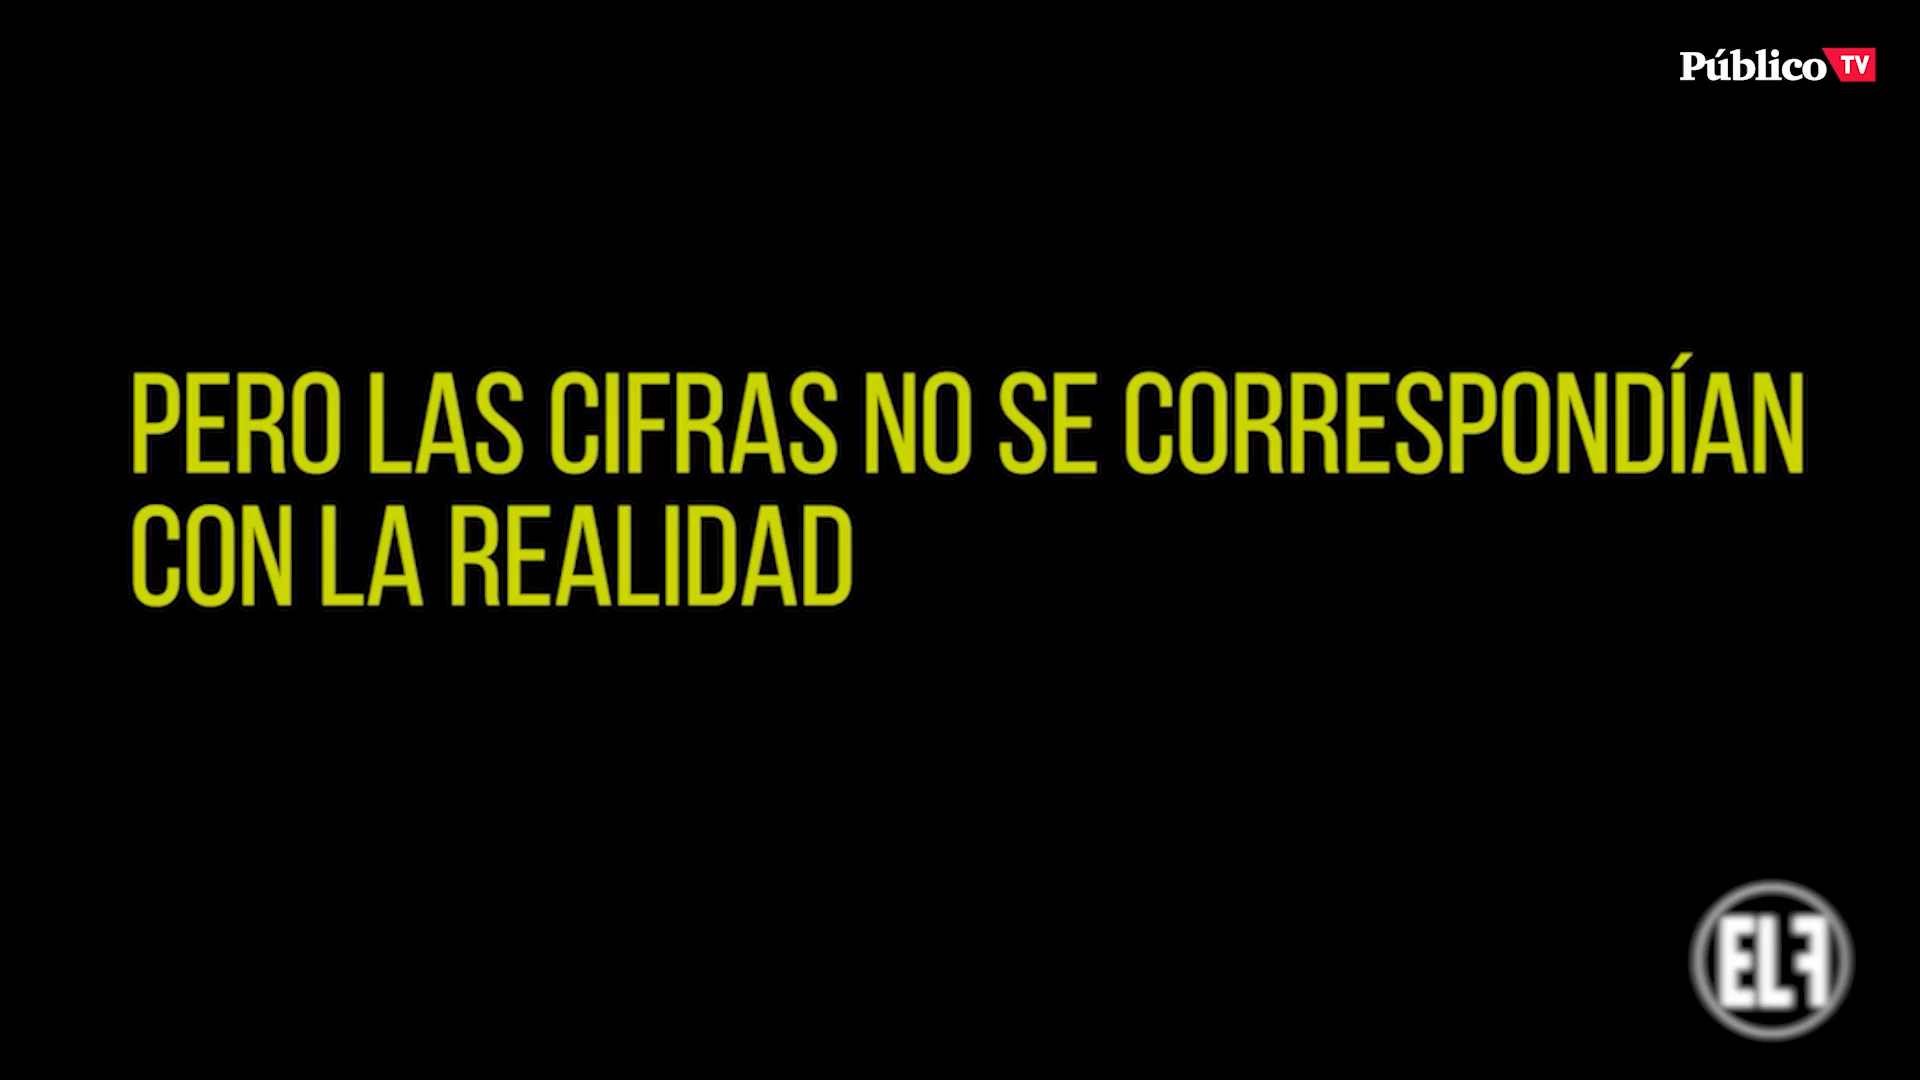 Público TV
PERO LAS CIFRAS NO SE CORRESPONDÍAN
CON LA REALIDAD
ELF